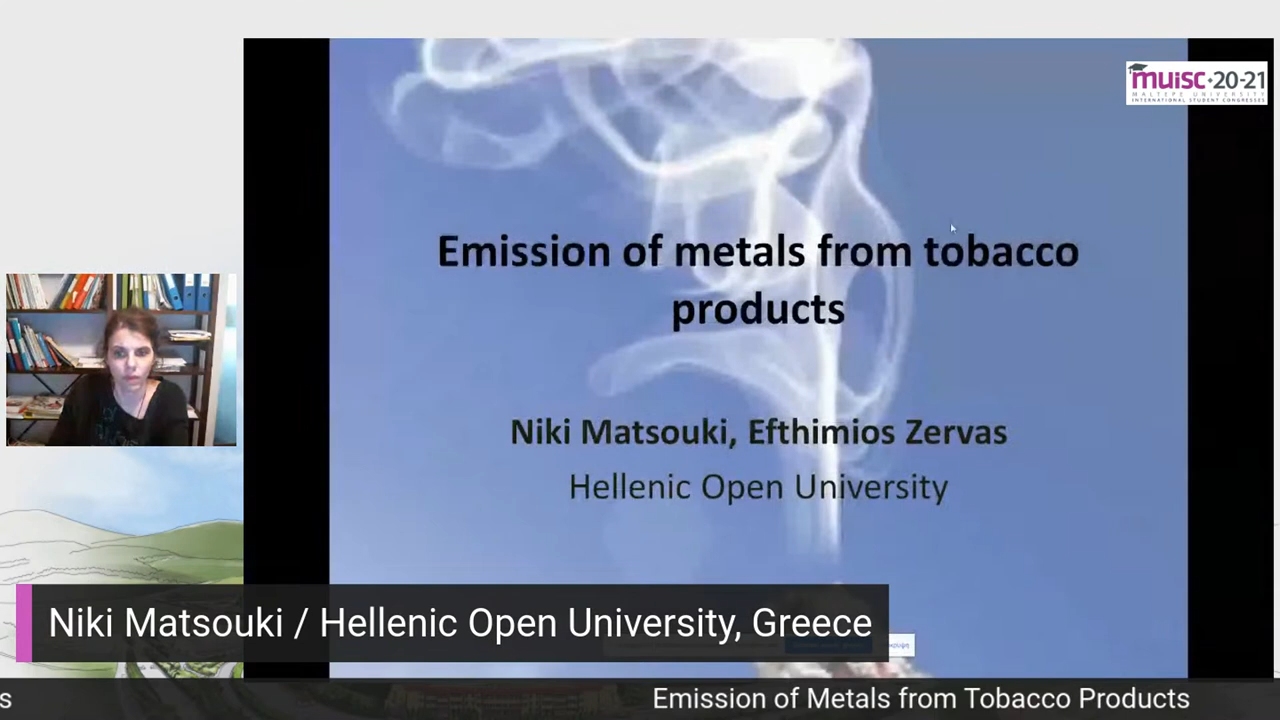 muisc·20-21
MALTEPE UNIVERSITY
INTERNATIONAL STUDENT CONGRESSES
Emission of metals from tobacco
products
Niki Matsouki, Efthimios Zervas
Hellenic Open University
Niki Matsouki / Hellenic Open University, Greece
s
Emission of Metals from Tobacco Products